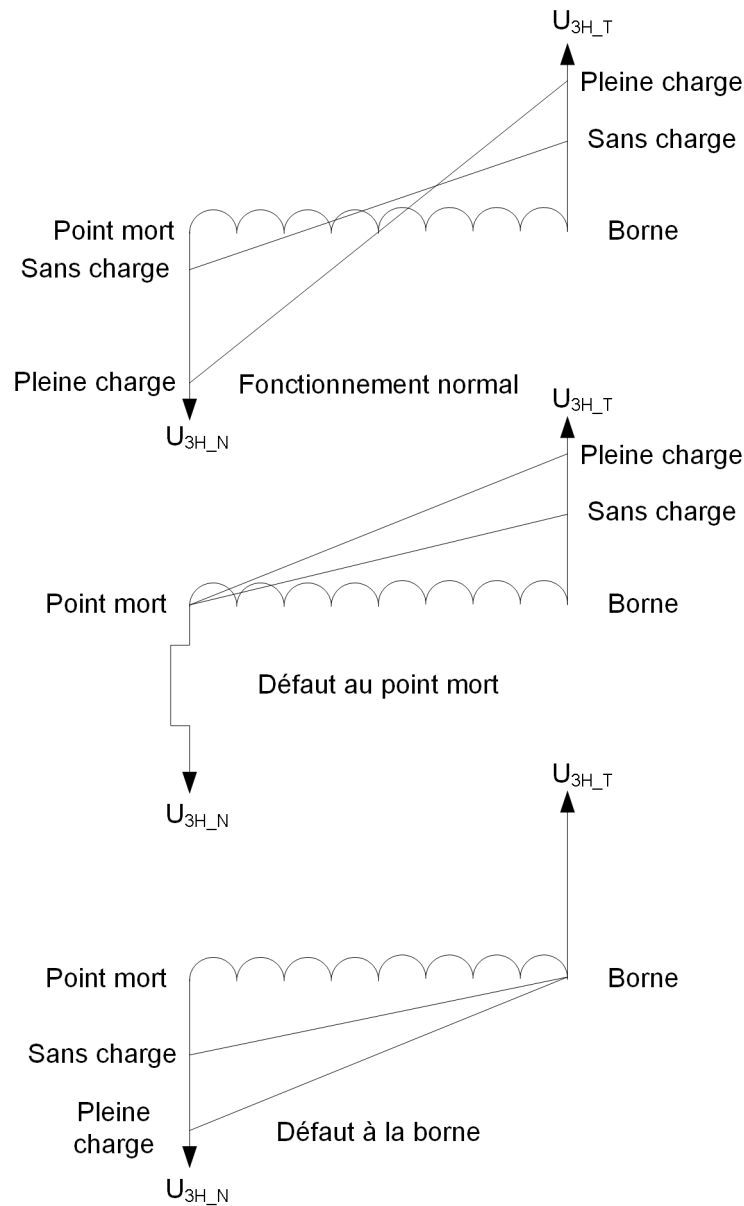 U3H_T
Pleine charge
Sans charge
Point mort
Borne
Sans charge
Pleine charge
Fonctionnement normal
U3H_N
U3H_T
Pleine charge
Sans charge
Point mort
Borne
Défaut au point mort
U3H_N
U3H_T
Point mort
Borne
Sans charge
Pleine
charge
Défaut à la borne
U3H_N